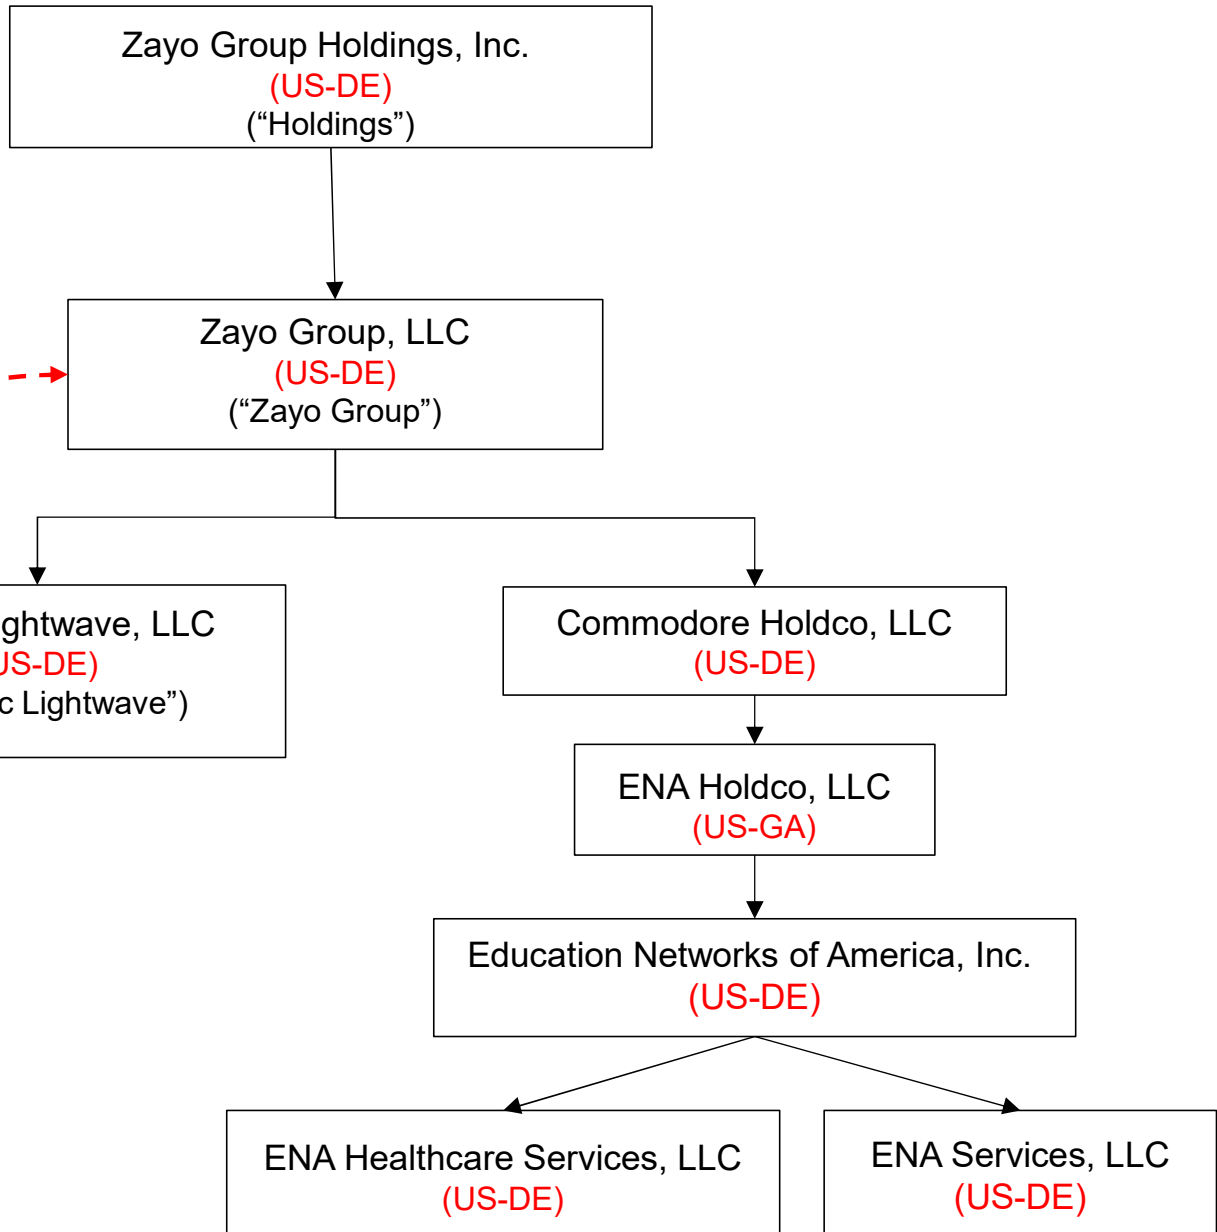 Zayo Group Holdings, Inc.
(US-DE)
(“Holdings”)
Zayo Group, LLC
(US-DE)
(“Zayo Group”)
ghtwave, LLC
US-DE)
c Lightwave”)
Commodore Holdco, LLC
(US-DE)
ENA Holdco, LLC
(US-GA)
Education Networks of America, Inc.
(US-DE)
ENA Healthcare Services, LLC
(US-DE)
ENA Services, LLC
(US-DE)